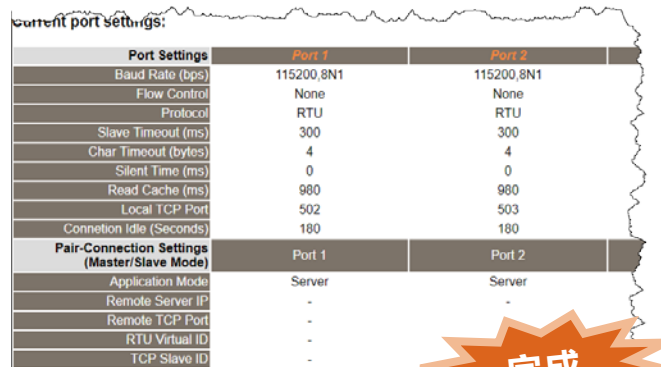 Current port settings:
Port Settings Port 1 Port 2
Baud Rate (bps) 115200,8N1 115200,8N1
Flow Control None None
Protocol RTU RTU
Slave Timeout (ms) 300 300
Char Timeout (bytes) 4 4
Silent Time (ms) 0 0
Read Cache (ms) 980 980
Local TCP Port 502 503
Connetion Idle (Seconds) 180 180
Pair-Connection Settings
(Master/Slave Mode) Port 1 Port 2
Application Mode Server Server
Remote Server IP - -
Remote TCP Port -
RTU Virtual ID -
TCP Slave ID -
完成